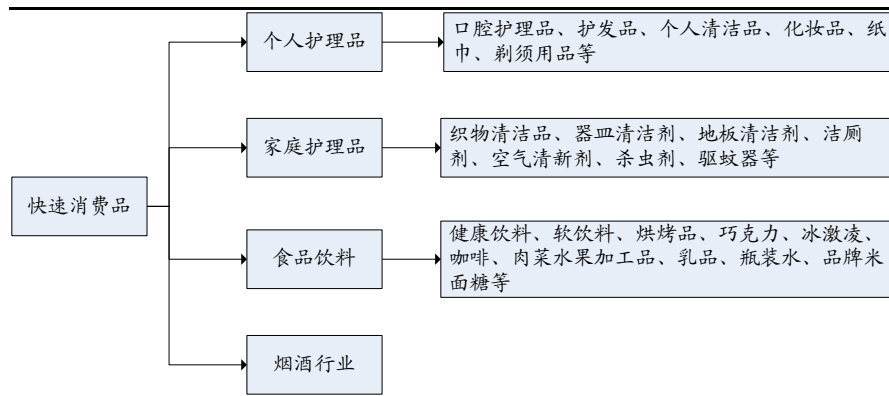 个人护理品
口腔护理品、护发品、个人清洁品、化妆品、纸
巾、剃须用品等
家庭护理品
织物清洁品、器皿清洁剂、地板清洁剂、洁厕
剂、空气清新剂、杀虫剂、驱蚊器等
快速消费品
食品饮料
健康饮料、软饮料、烘烤品、巧克力、冰激凌、
咖啡、肉菜水果加工品、乳品、瓶装水、品牌米
面糖等
烟酒行业